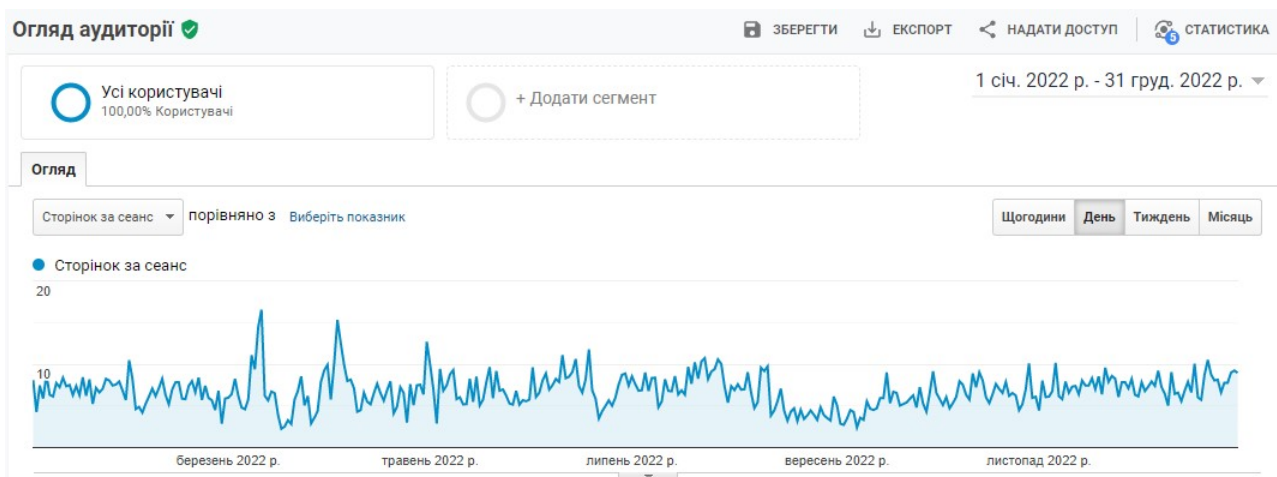 Огляд аудиторії
ЗБЕРЕГТИ ЕКСПОРТ НАДАТИ ДОСТУП 5 СТАТИСТИКА
Усі користувачі
100,00% Користувачі
+ Додати сегмент
1 січ. 2022 р. - 31 груд. 2022 р.
Огляд
Сторінок за сеанс порівняно з Виберіть показник
Щогодини День Тиждень Місяць
Сторінок за сеанс
20
10
березень 2022 р. травень 2022 р. липень 2022 р. вересень 2022 р. листопад 2022 р.